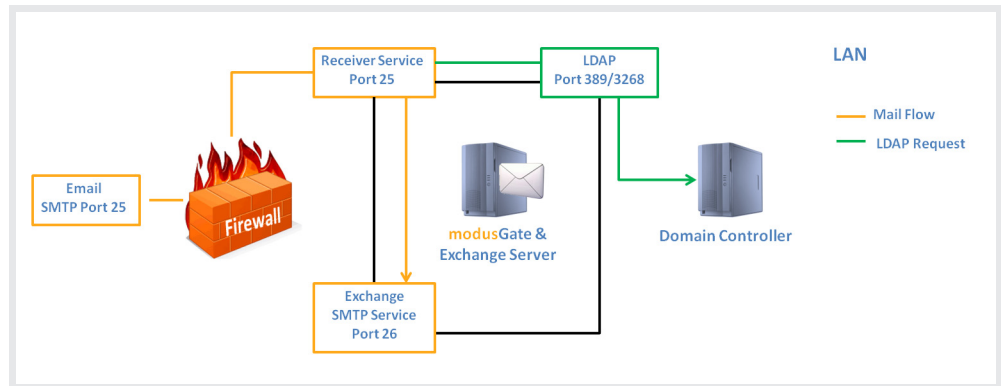 Receiver Service
Port 25
LDAP
Port 389/3268
LAN
Mail Flow
LDAP Request
Email
SMTP Port 25
Firewall
modusGate &
Exchange Server
Domain Controller
Exchange
SMTP Service
Port 26